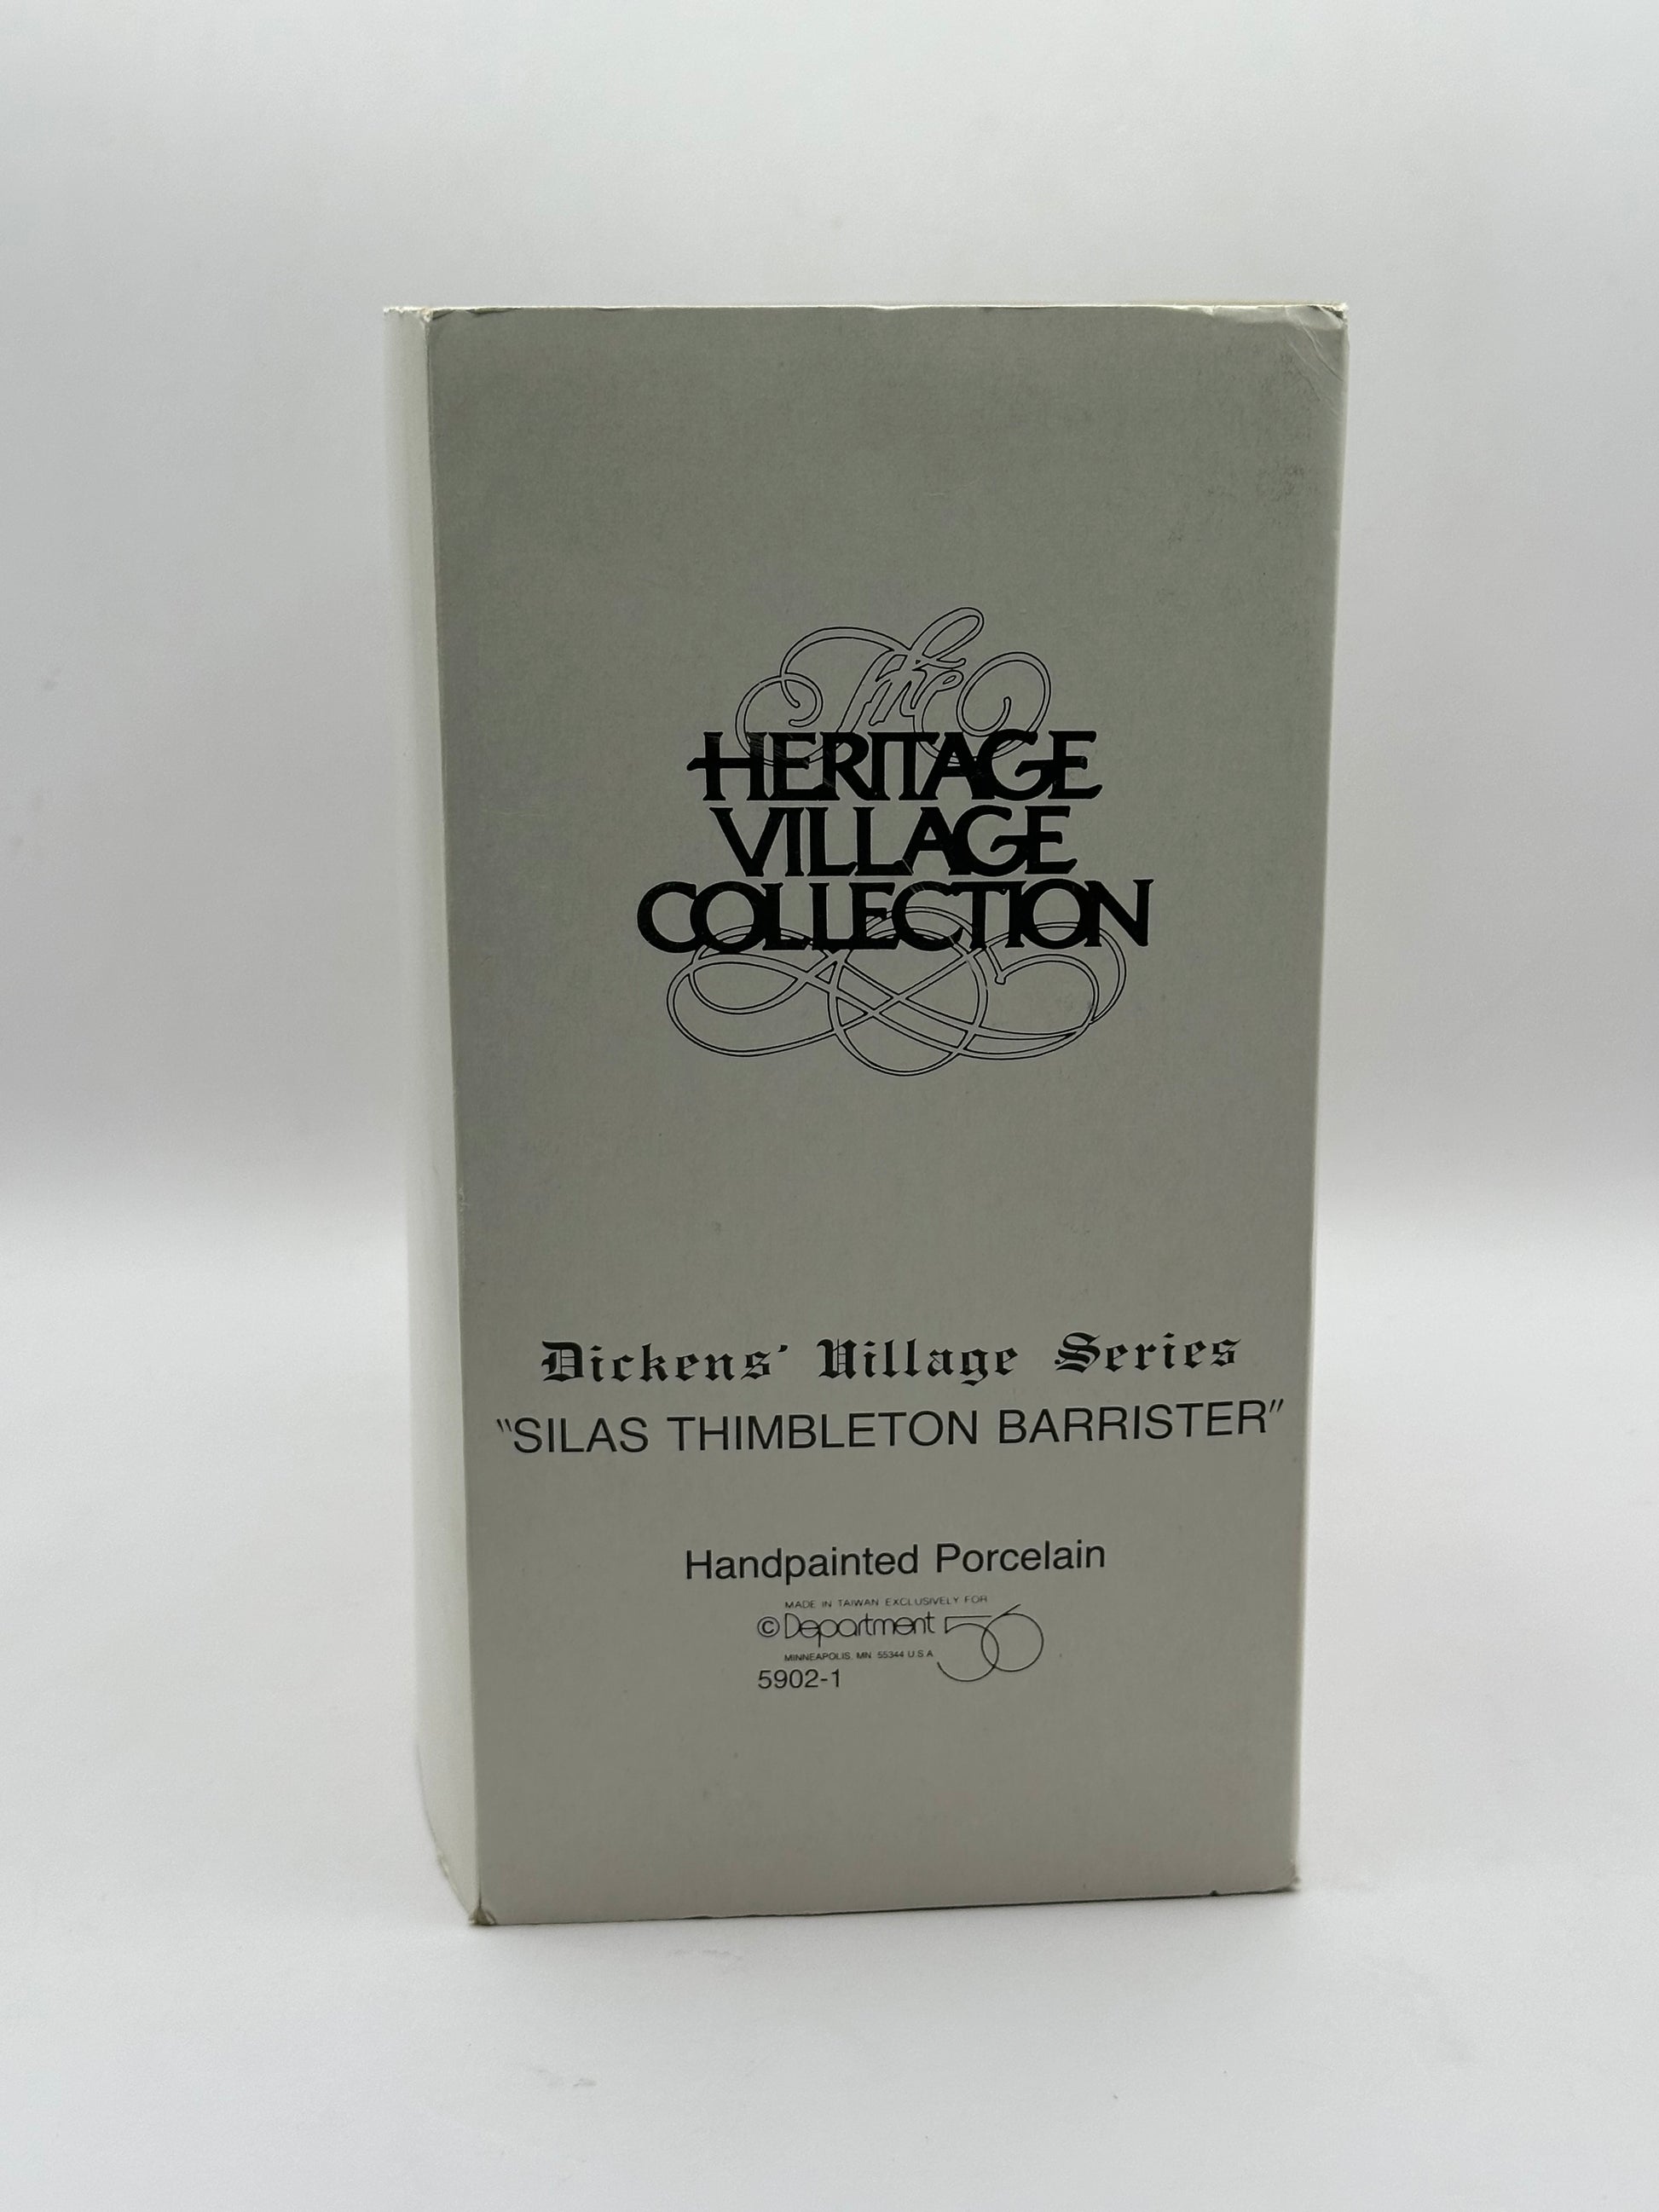 The
HERITAGE
VILLAGE
COLLECTION
Dickens' Village Series
"SILAS THIMBLETON BARRISTER"
Handpainted Porcelain
MADE IN TAIWAN EXCLUSIVELY FOR
© Department 56
MINNEAPOLIS, MN 55344 U.S.A.
5902-1